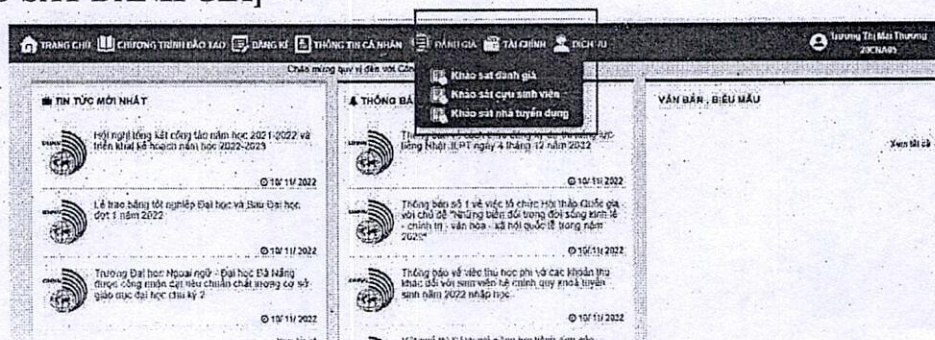 TRANG CHỦ CHƯƠNG TRÌNH ĐÀO TẠO ĐĂNG KÍ THÔNG TIN CÁ NHÂN ĐÁNH GIÁ TÀI CHÍNH DỊCH VỤ
Trương Thị Mai Thương
20CNA05
Chào mừng quý vị đến với
Khảo sát đánh giá
Khảo sát cựu sinh viên
Khảo sát nhà tuyển dụng
TIN TỨC MỚI NHẤT
Hội nghị tổng kết công tác năm học 2021-2022 và
triển khai kế hoạch năm học 2022-2023
10/ 11/ 2022
Lễ trao bằng tốt nghiệp Đại học và Sau Đại học,
đợt 1 năm 2022
10/ 11/ 2022
Trường Đại học Ngoại ngữ - Đại học Đà Nẵng
được công nhận đạt tiêu chuẩn chất lượng cơ sở
giáo dục đại học chu kỳ 2
10/ 11/ 2022
THÔNG BÁ
tiếng Nhật JLPT ngày 4 tháng 12 năm 2022
10/ 11/ 2022
Thông báo số 1 về việc tổ chức Hội thảo Quốc gia
với chủ đề "Những biến đổi trong đời sống kinh tế
- chính trị - văn hóa - xã hội quốc tế trong năm
2022"
10/ 11/ 2022
Thông báo về việc thu học phí và các khoản thu
khác đối với sinh viên hệ chính quy khoá tuyển
sinh năm 2022 nhập học
10/ 11/ 2022
VĂN BẢN , BIỂU MẪU
Xem tất cả